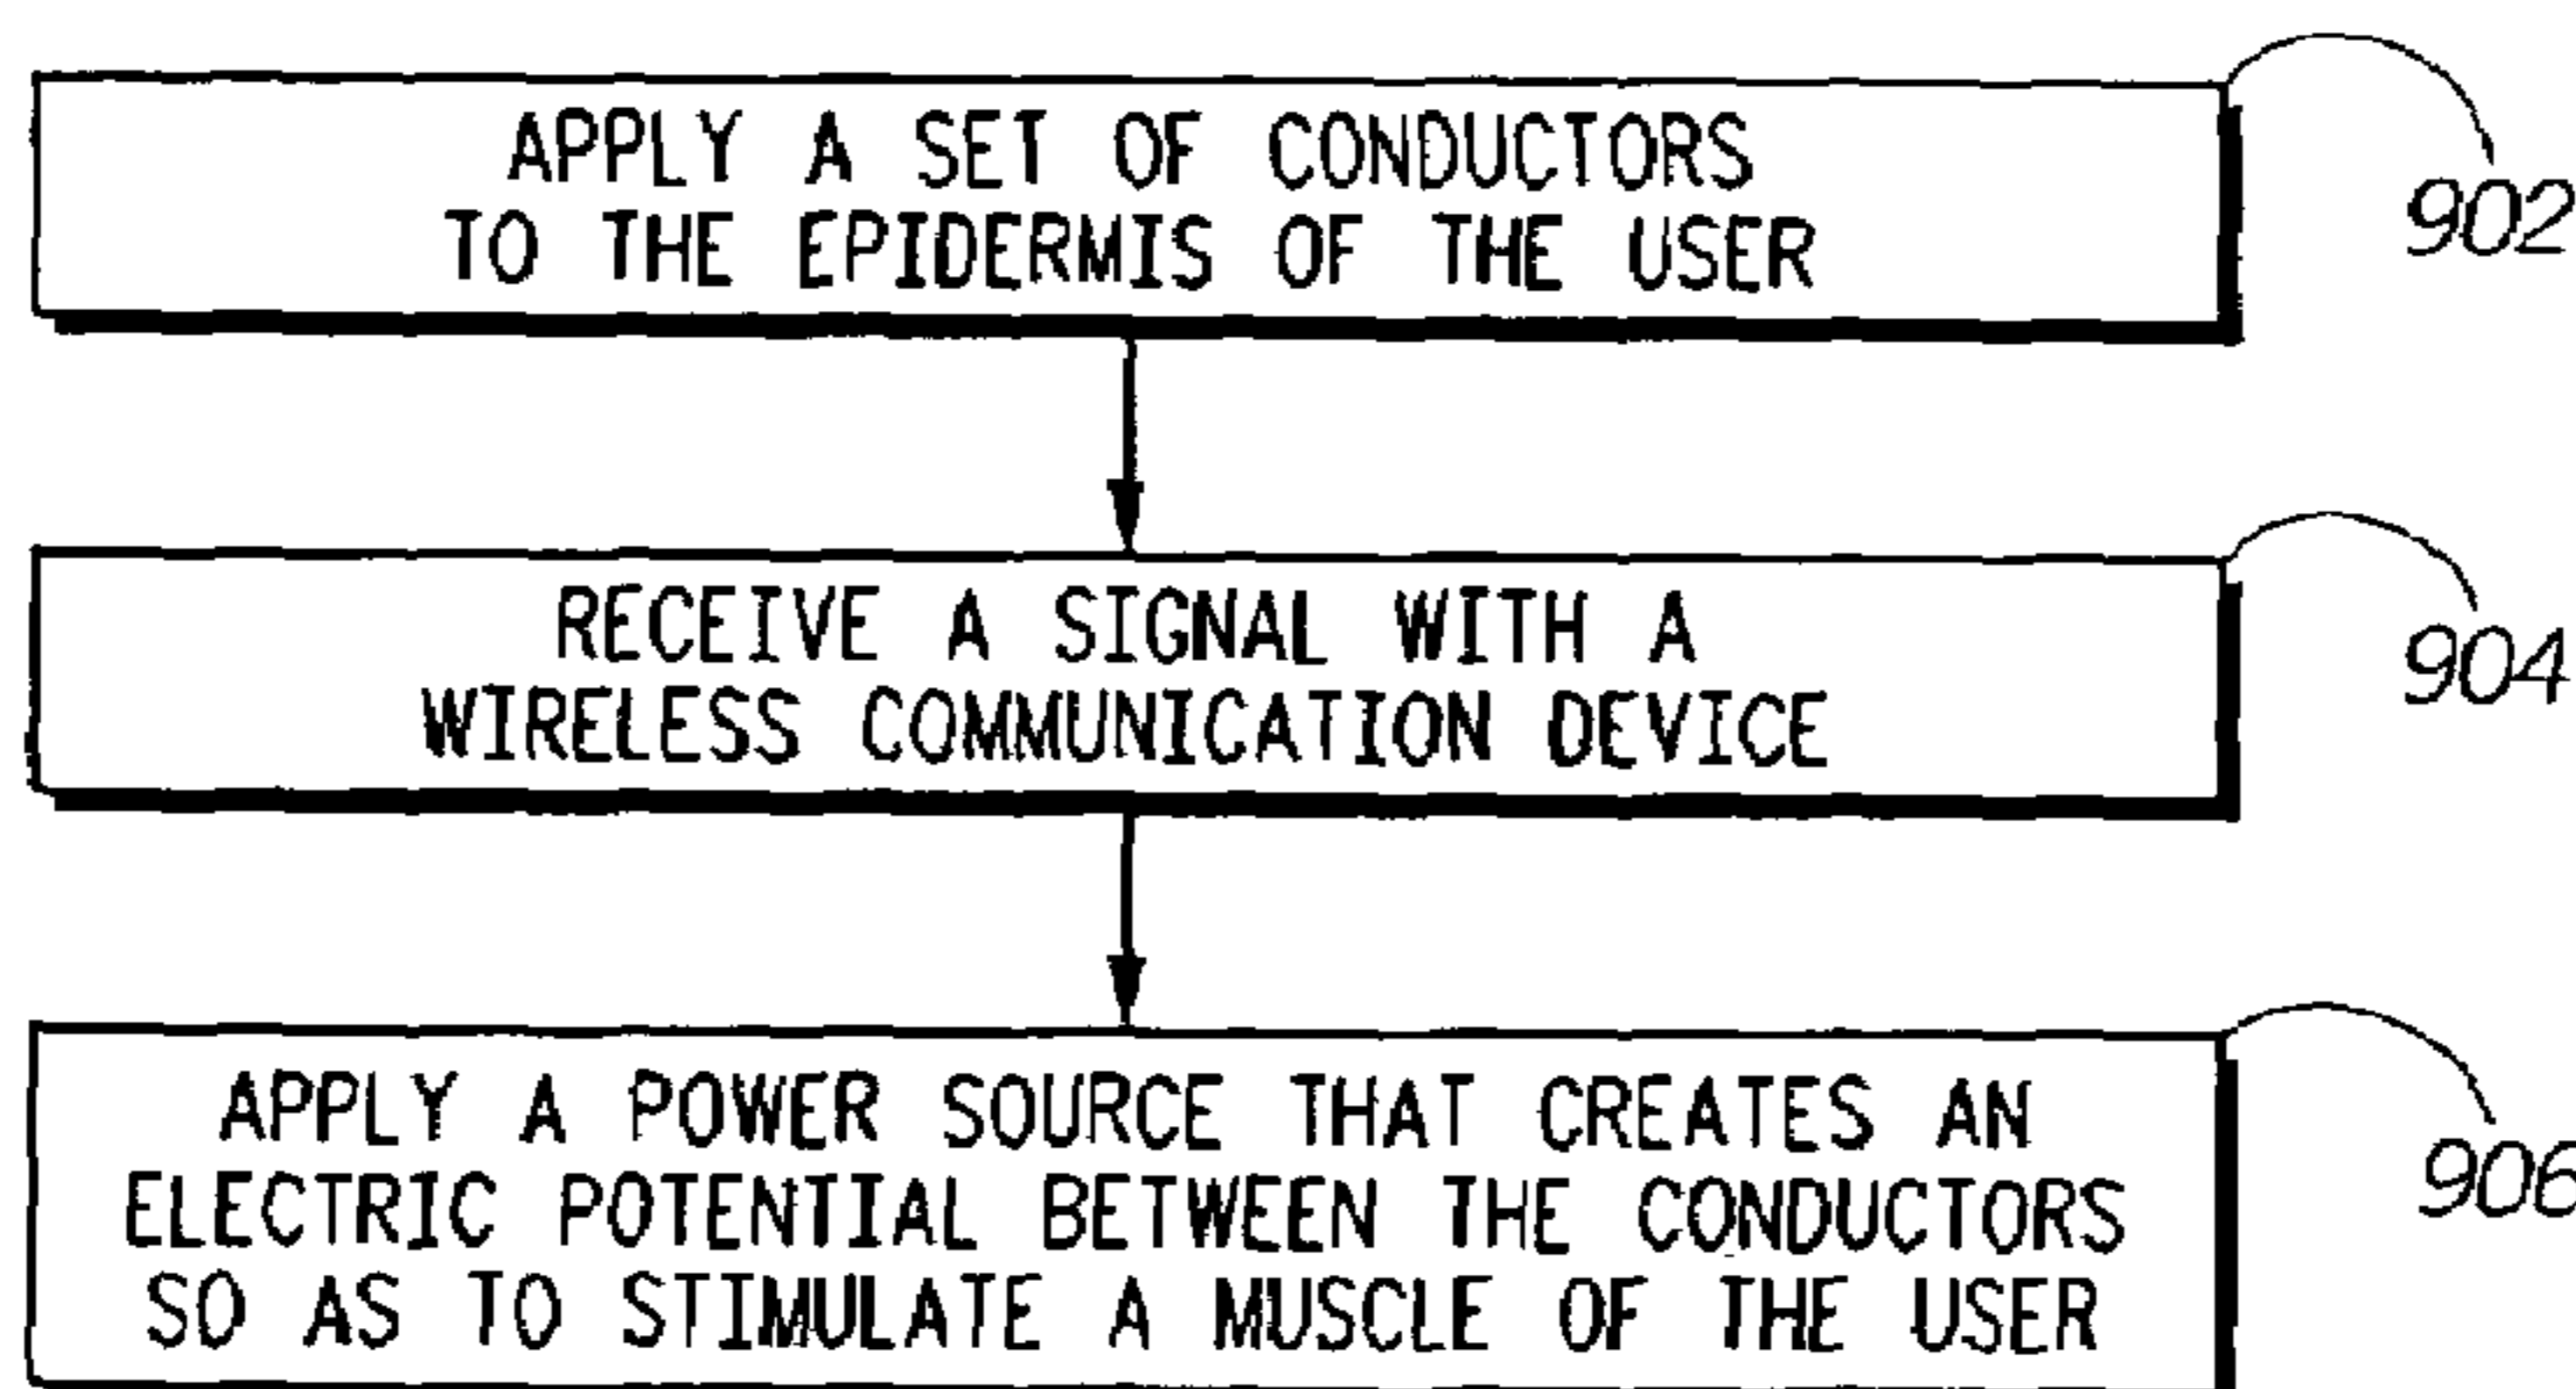 APPLY A SET OF CONDUCTORS
TO THE EPIDERMIS OF THE USER
902
RECEIVE A SIGNAL WITH A
WIRELESS COMMUNICATION DEVICE
904
APPLY A POWER SOURCE THAT CREATES AN
ELECTRIC POTENTIAL BETWEEN THE CONDUCTORS
SO AS TO STIMULATE A MUSCLE OF THE USER
906